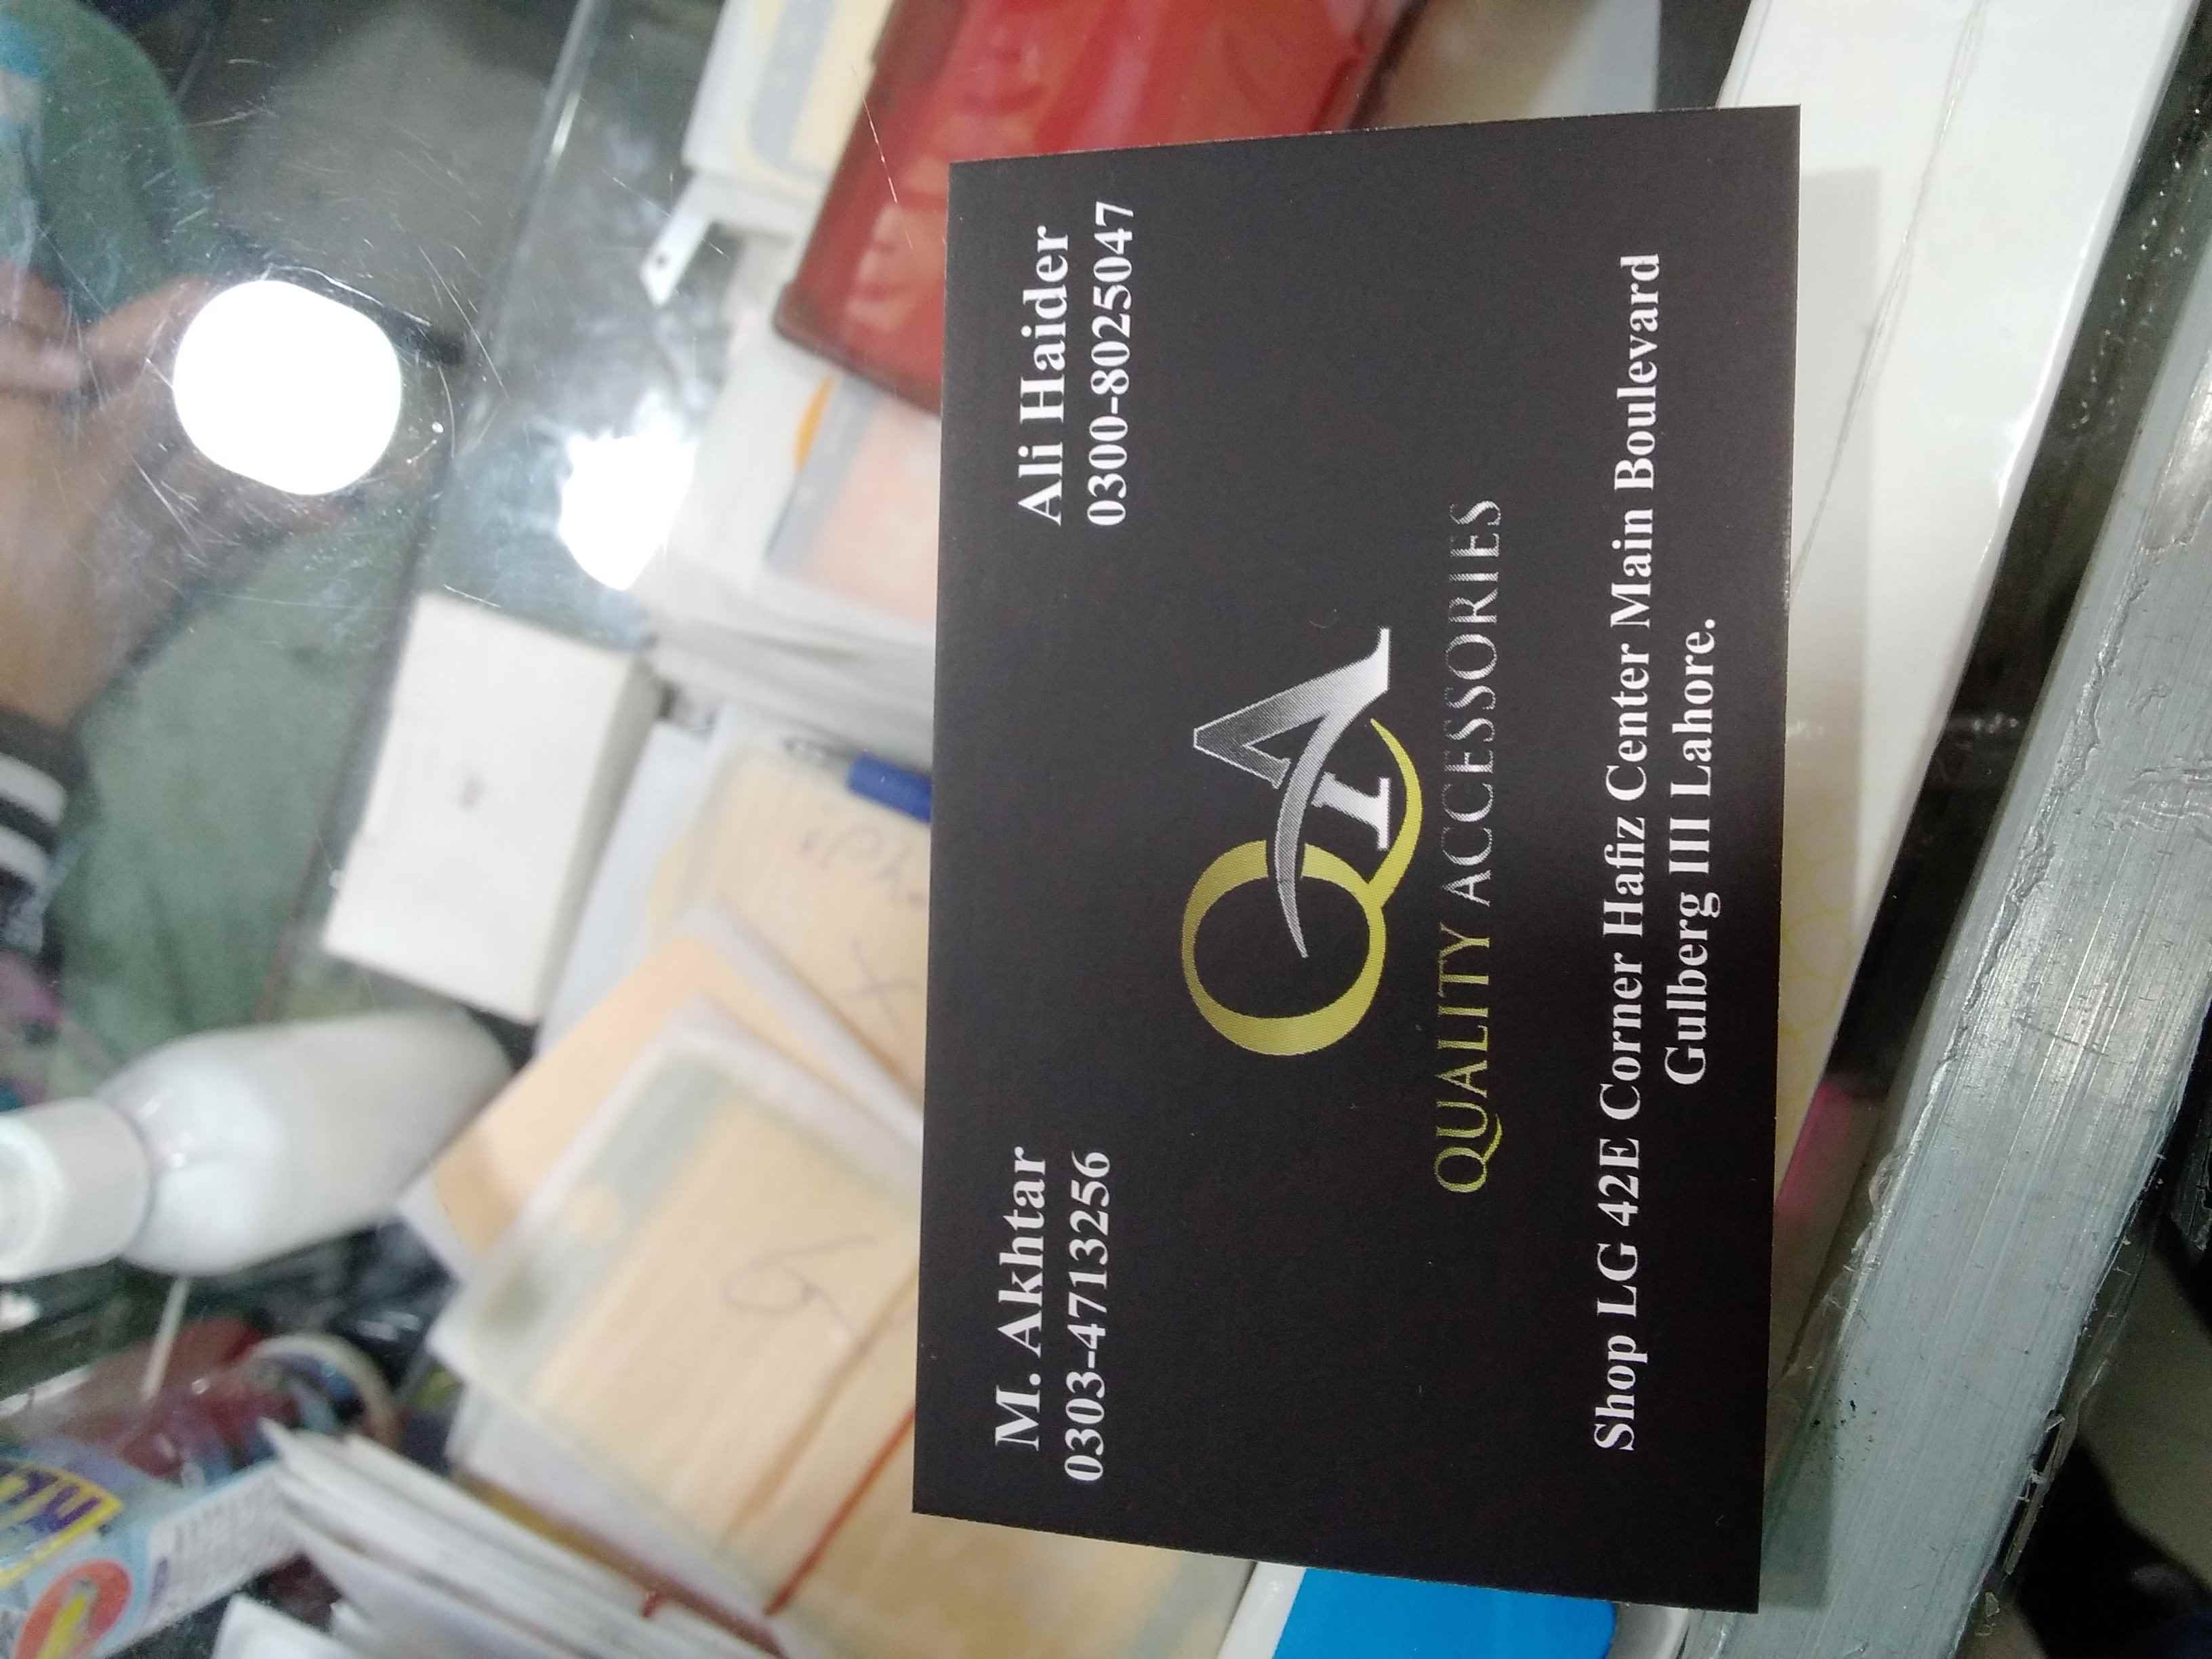 M. Akhtar
0303-4713256
Ali Haider
0300-8025047
QA
QUALITY ACCESSORIES
Shop LG 42E Corner Hafiz Center Main Boulevard
Gulberg III Lahore.